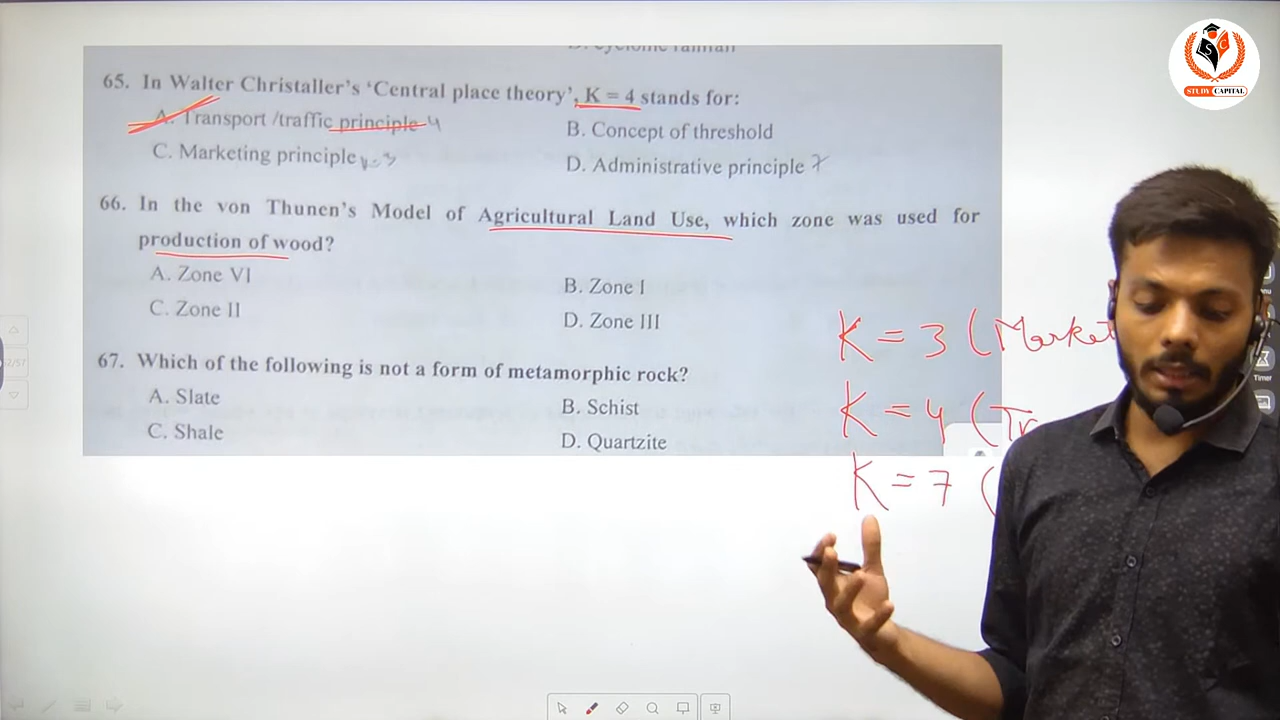 65. In Walter Christaller's 'Central place theory', K = 4 stands for:
A. Transport /traffic principle 4
B. Concept of threshold
C. Marketing principle
D. Administrative principle
66. In the von Thunen's Model of Agricultural Land Use, which zone was used for
production of wood?
A. Zone VI
B. Zone I
C. Zone II
D. Zone III
67. Which of the following is not a form of metamorphic rock?
A. Slate
B. Schist
C. Shale
D. Quartzite
K = 3 (Market
K = 4 (Tr
K = 7 (
SC
STUDY CAPITAL
Timer